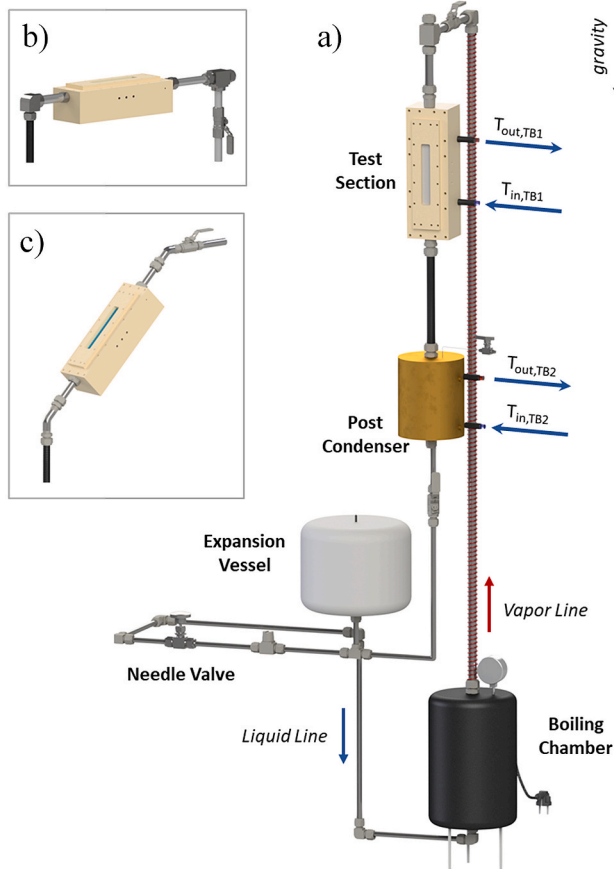 b)
a)
gravity
T_out,TB1
Test
Section
T_in,TB1
c)
T_out,TB2
Post
Condenser
T_in,TB2
Expansion
Vessel
Vapor Line
Needle Valve
Liquid Line
Boiling
Chamber